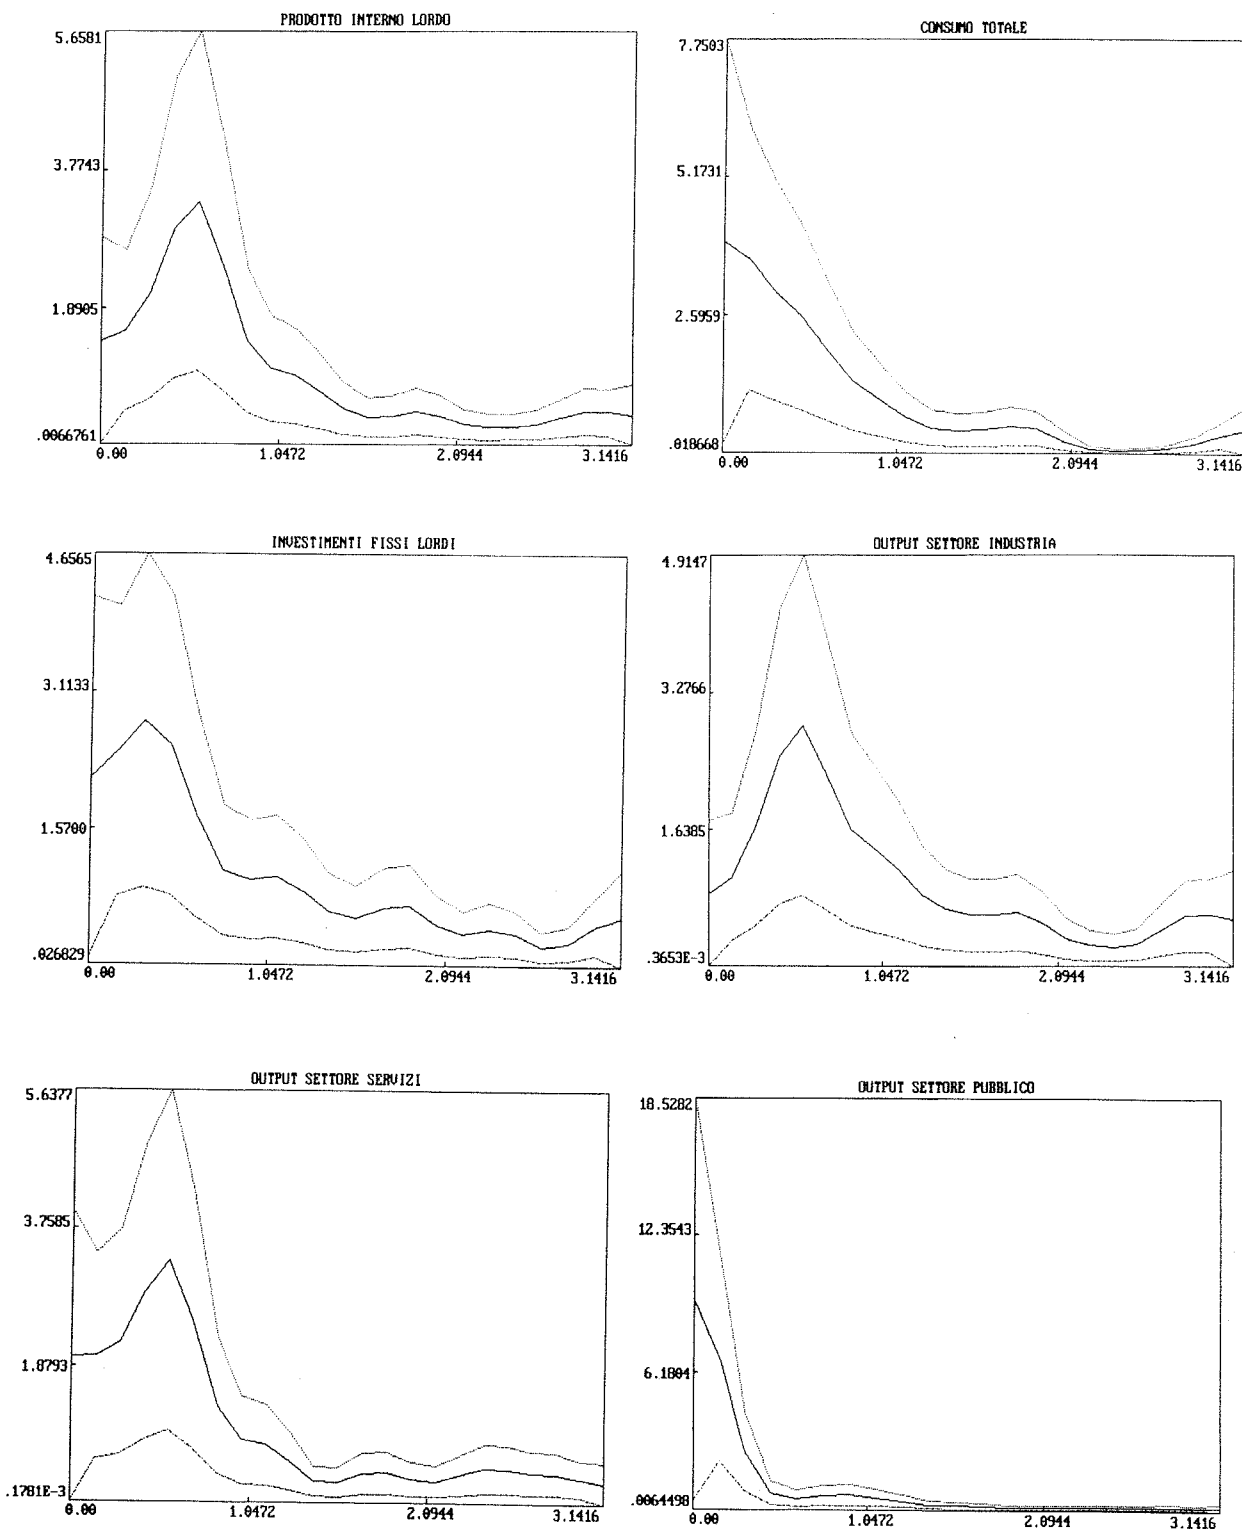 PRODOTTO INTERNO LORDO
5.6581
3.7743
1.8905
.0066761
0.00 1.0472 2.0944 3.1416
CONSUMO TOTALE
7.7503
5.1731
2.5959
.018668
0.00 1.0472 2.0944 3.1416
INVESTIMENTI FISSI LORDI
4.6565
3.1133
1.5700
.026829
0.00 1.0472 2.0944 3.1416
OUTPUT SETTORE INDUSTRIA
4.9147
3.2766
1.6385
.3653E-3
0.00 1.0472 2.0944 3.1416
OUTPUT SETTORE SERVIZI
5.6377
3.7585
1.8793
.1781E-3
0.00 1.0472 2.0944 3.1416
OUTPUT SETTORE PUBBLICO
18.5282
12.3543
6.1804
.0064498
0.00 1.0472 2.0944 3.1416